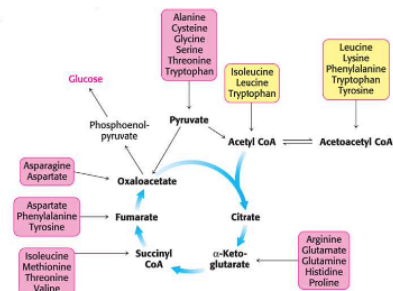 Alanine
Cysteine
Glycine
Serine
Threonine
Tryptophan
Leucine
Lysine
Phenylalanine
Tryptophan
Tyrosine
Isoleucine
Leucine
Tryptophan
Glucose
Phosphoenol-
pyruvate
Pyruvate
Acetyl CoA
Acetoacetyl CoA
Asparagine
Aspartate
Oxaloacetate
Aspartate
Phenylalanine
Tyrosine
Fumarate
Citrate
Isoleucine
Methionine
Threonine
Valine
Succinyl
CoA
α-Keto-
glutarate
Arginine
Glutamate
Glutamine
Histidine
Proline